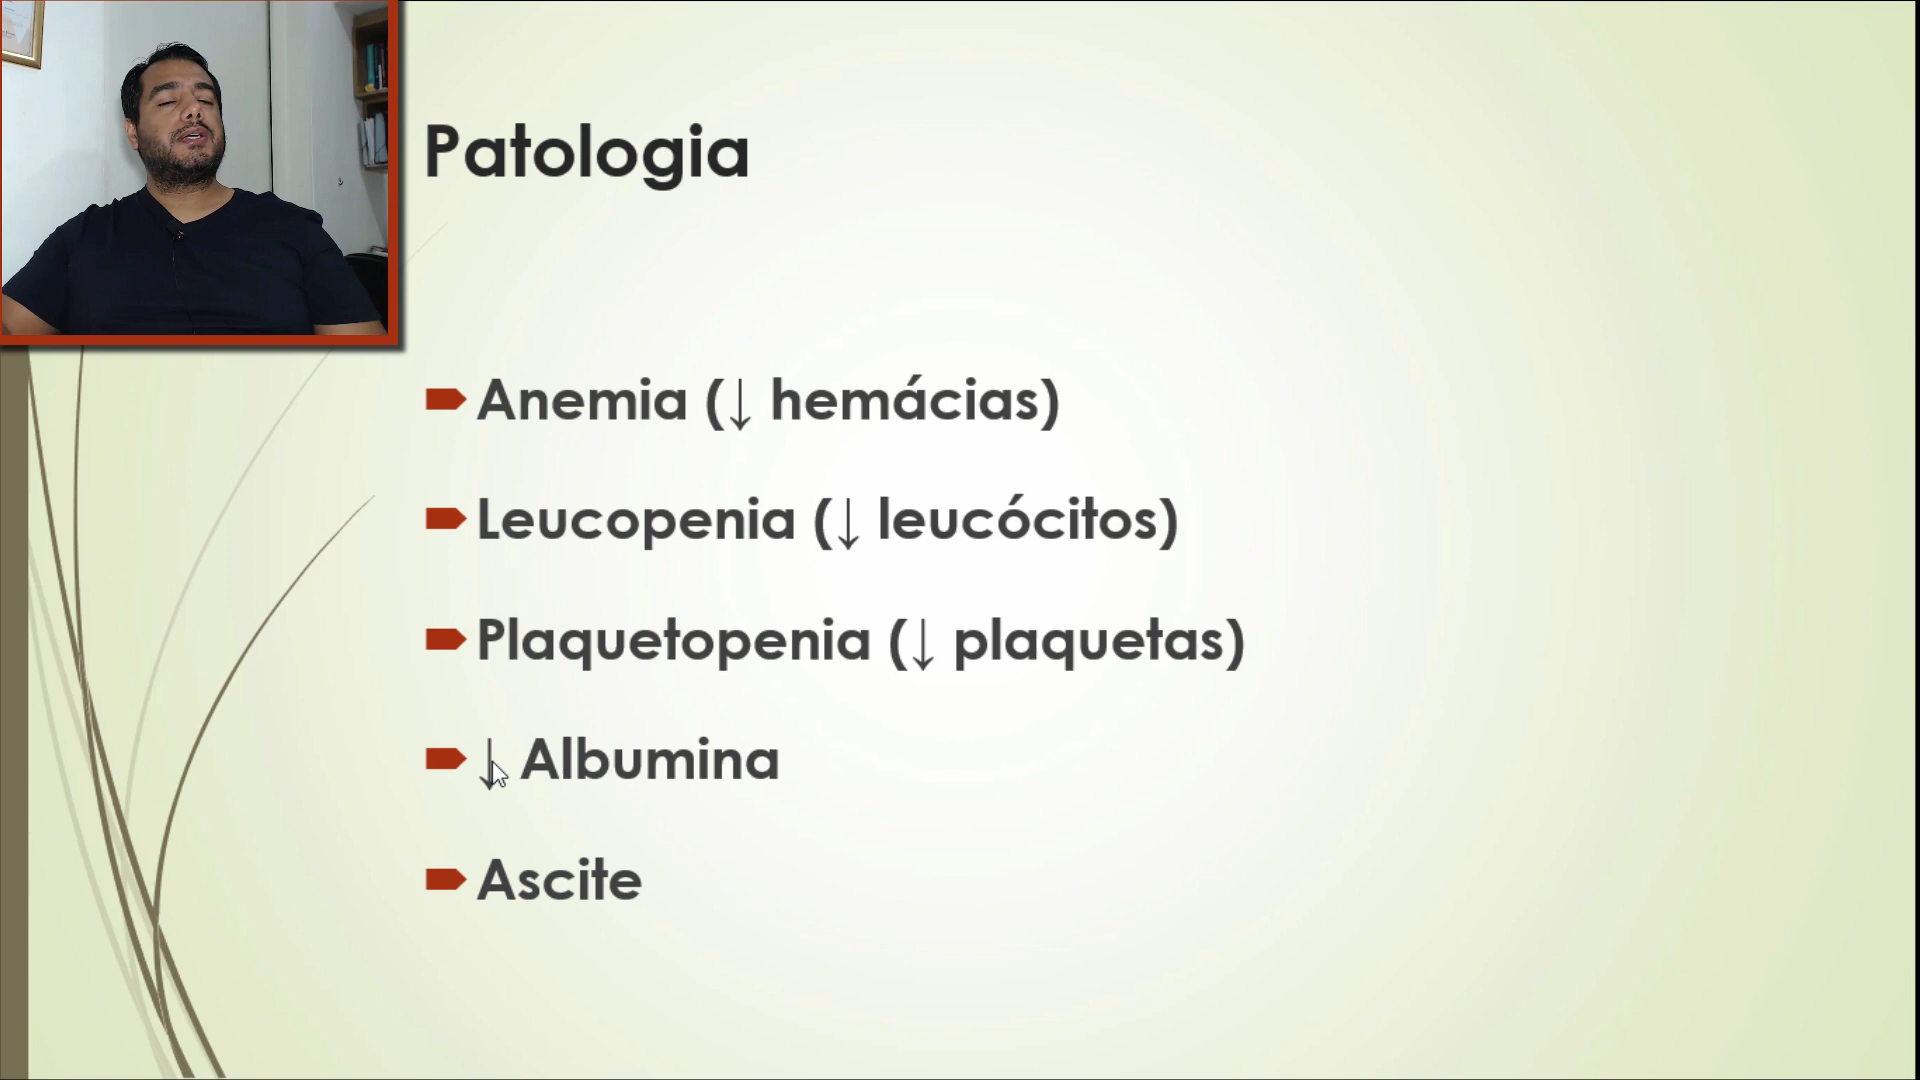 Patologia
Anemia (↓ hemácias)
Leucopenia (↓ leucócitos)
Plaquetopenia (↓ plaquetas)
↓ Albumina
Ascite